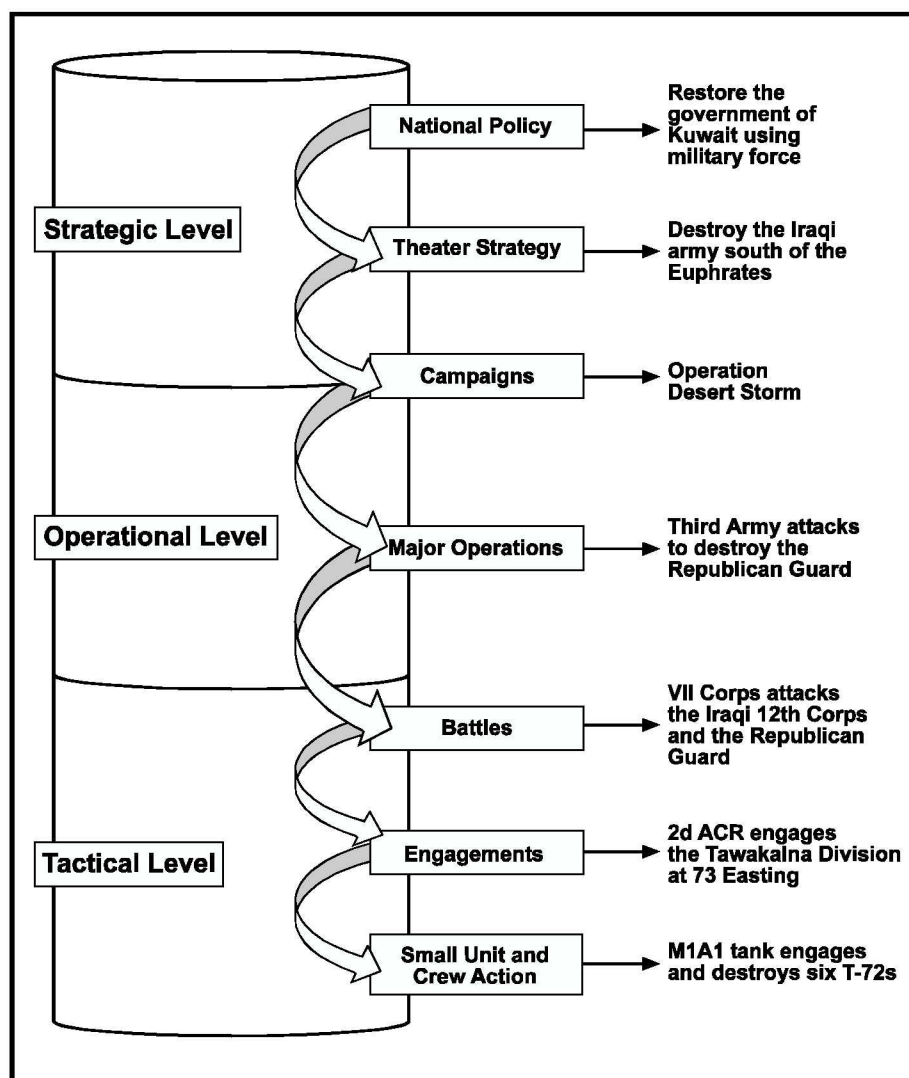 National Policy
Restore the
government of
Kuwait using
military force
Strategic Level
Theater Strategy
Destroy the Iraqi
army south of the
Euphrates
Campaigns
Operation
Desert Storm
Operational Level
Major Operations
Third Army attacks
to destroy the
Republican Guard
Battles
VII Corps attacks
the Iraqi 12th Corps
and the Republican
Guard
Tactical Level
Engagements
2d ACR engages
the Tawakalna Division
at 73 Easting
Small Unit and
Crew Action
M1A1 tank engages
and destroys six T-72s